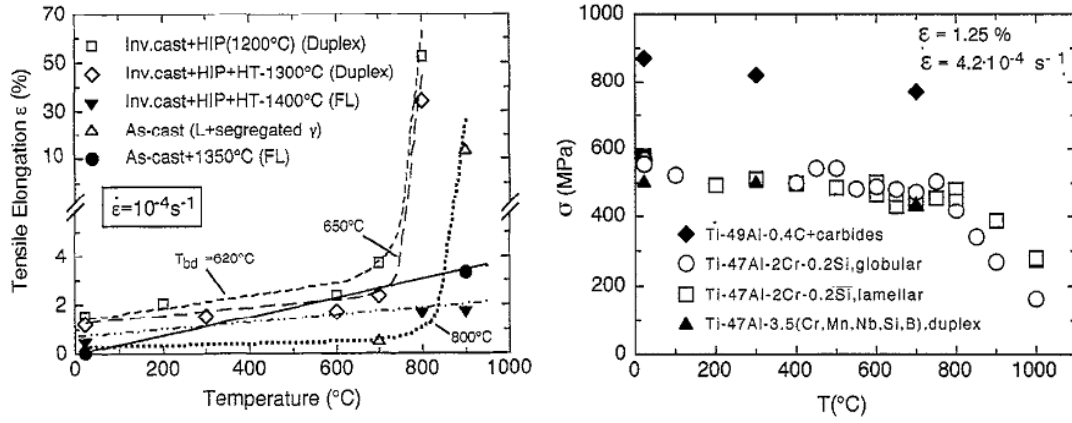 Tensile Elongation ε (%)
60
50
30
10
4
2
0
Inv.cast+HIP(1200°C) (Duplex)
Inv.cast+HIP+HT-1300°C (Duplex)
Inv.cast+HIP+HT-1400°C (FL)
As-cast (L+segregated γ)
As-cast+1350°C (FL)
ε̇=10⁻⁴s⁻¹
650°C
T_bd =620°C
800°C
0 200 400 600 800 1000
Temperature (°C)
σ (MPa)
1000
800
600
400
200
0
ε = 1.25 %
ε̇ = 4.2·10⁻⁴ s⁻¹
Ti-49Al-0.4C+carbides
Ti-47Al-2Cr-0.2Si,globular
Ti-47Al-2Cr-0.2Si,lamellar
Ti-47Al-3.5(Cr,Mn,Nb,Si,B),duplex
0 200 400 600 800 1000
T(°C)